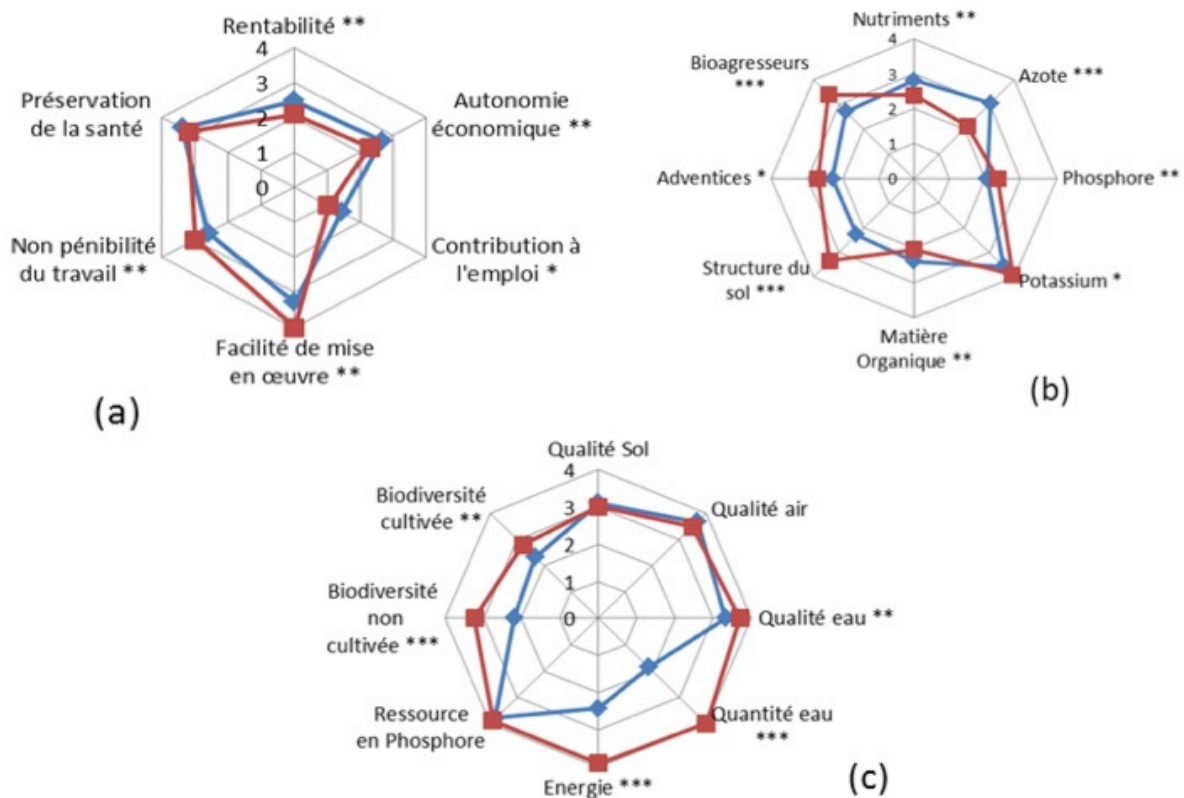 Rentabilité **
4
3
2
1
0
Préservation
de la santé
Autonomie
économique **
Non pénibilité
du travail **
Contribution à
l'emploi *
Facilité de mise
en œuvre **
(a)
Nutriments **
4
3
2
1
0
Bioagresseurs
***
Azote ***
Adventices *
Phosphore **
Structure du
sol ***
Potassium *
Matière
Organique **
(b)
Qualité Sol
4
3
2
1
0
Biodiversité
cultivée **
Qualité air
Biodiversité
non
cultivée ***
Qualité eau **
Ressource
en Phosphore
Quantité eau
***
Energie ***
(c)